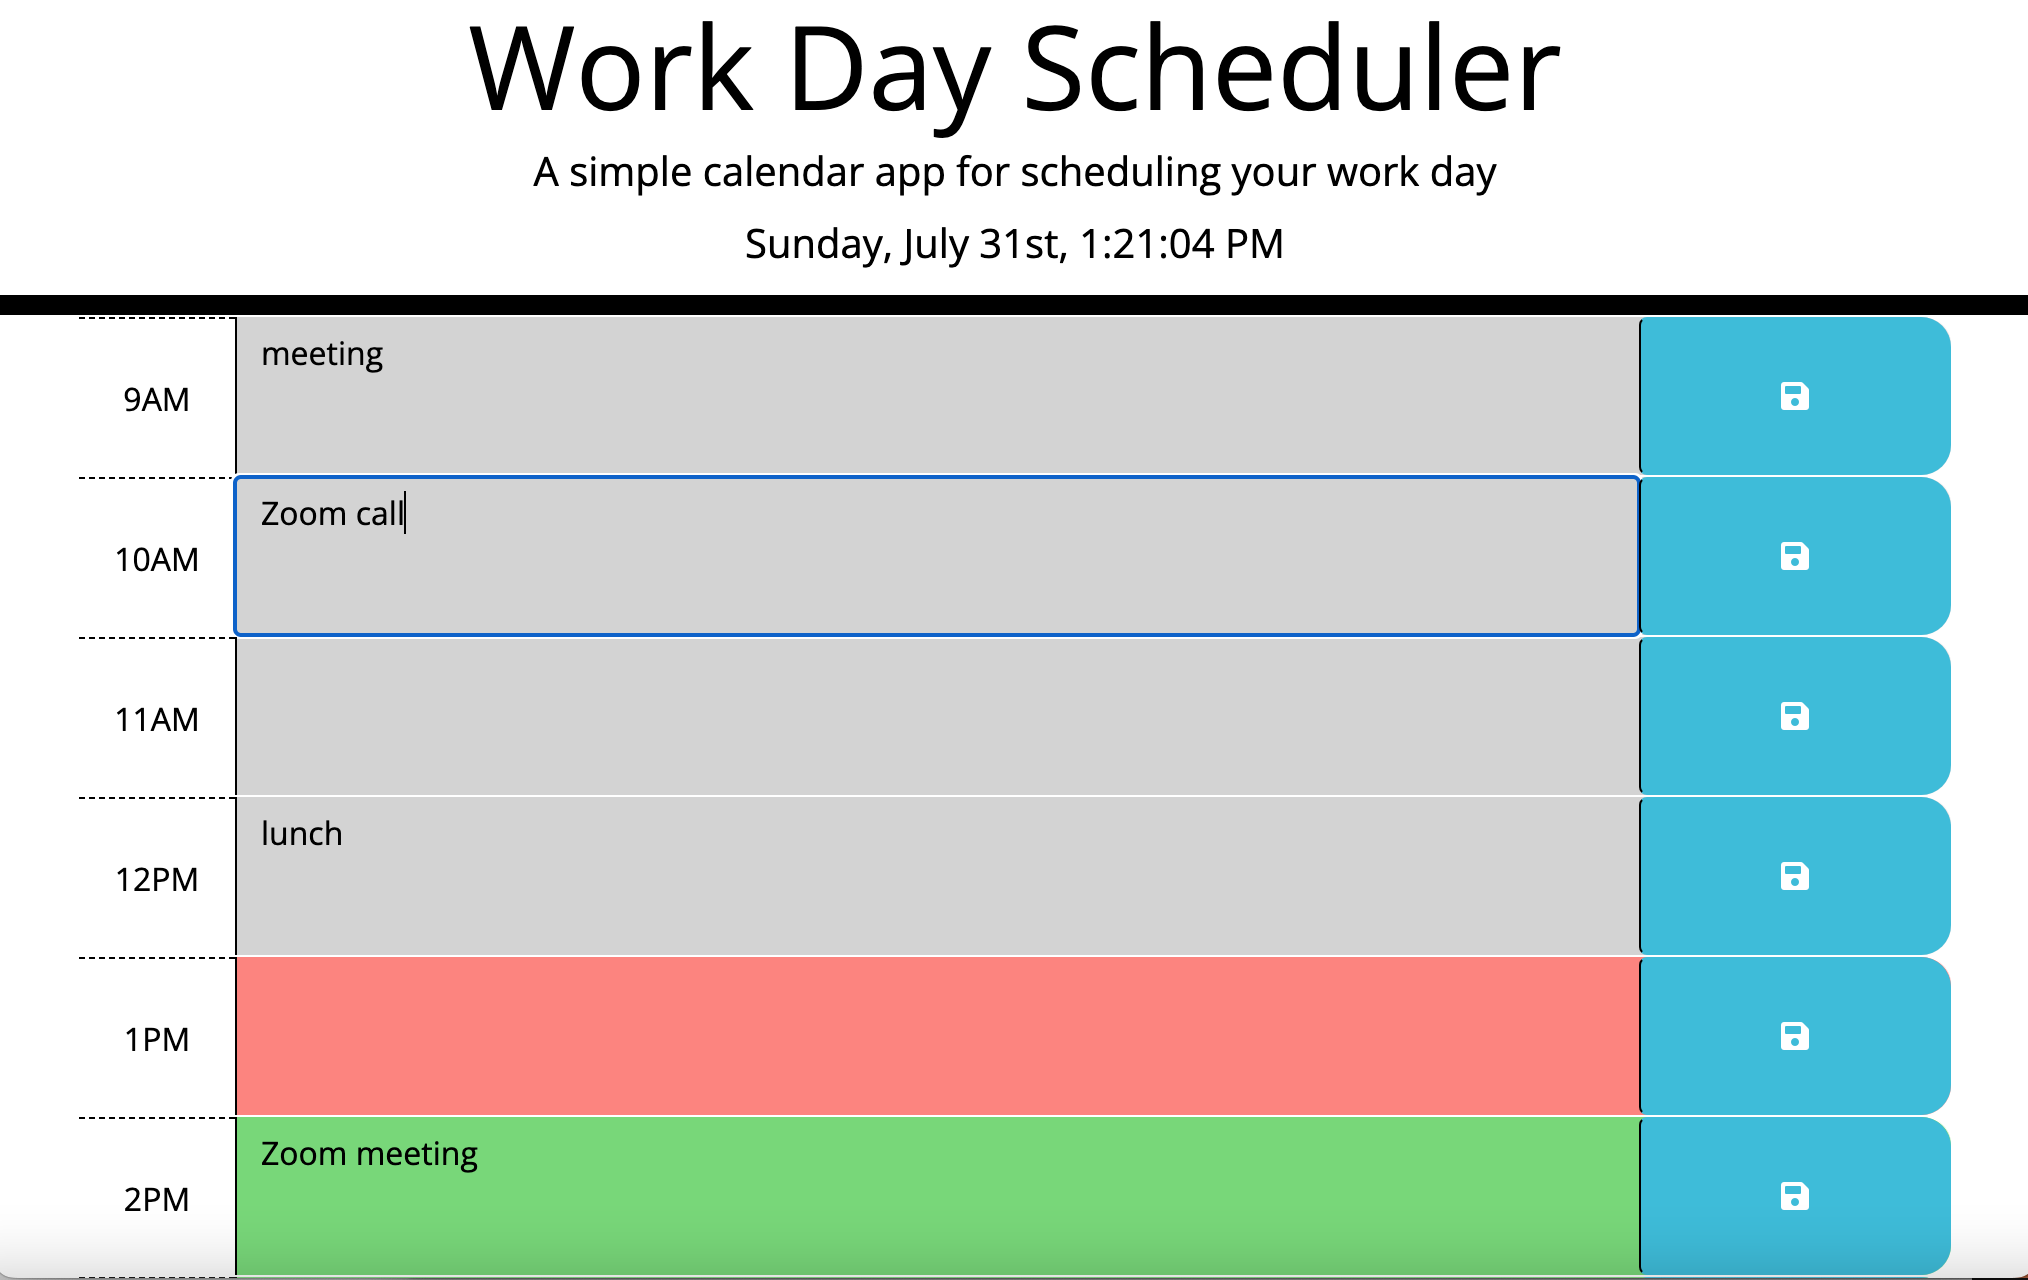 Work Day Scheduler
A simple calendar app for scheduling your work day
Sunday, July 31st, 1:21:04 PM
meeting
9AM
Zoom call
10AM
11AM
lunch
12PM
1PM
Zoom meeting
2PM